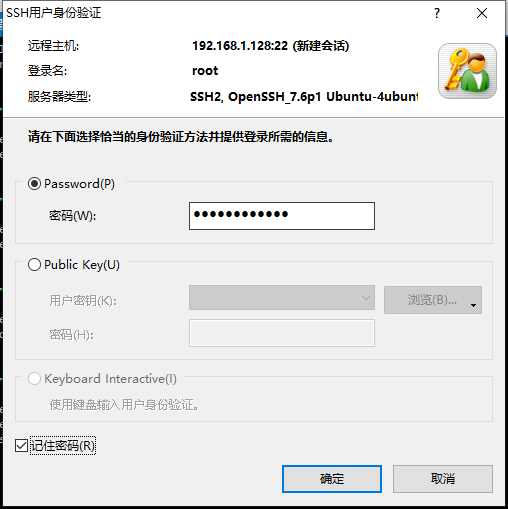 SSH用户身份验证
远程主机: 192.168.1.128:22 (新建会话)
登录名: root
服务器类型: SSH2, OpenSSH_7.6p1 Ubuntu-4ubunt
请在下面选择恰当的身份验证方法并提供登录所需的信息。
Password(P)
密码(W): ●●●●●●●●●●●●
Public Key(U)
用户密钥(K): 浏览(B)...
密码(H):
Keyboard Interactive(I)
使用键盘输入用户身份验证。
记住密码(R)
确定 取消